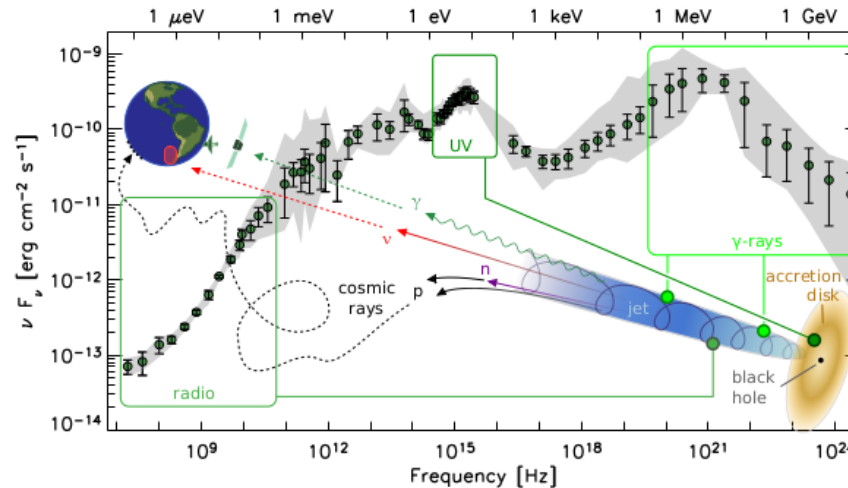 1 μeV 1 meV 1 eV 1 keV 1 MeV 1 GeV
10⁻⁹
10⁻¹⁰
10⁻¹¹
10⁻¹²
10⁻¹³
10⁻¹⁴
ν Fν [erg cm⁻² s⁻¹]
UV
γ-rays
γ
ν
n
p
cosmic
rays
jet
accretion
disk
black
hole
radio
10⁹ 10¹² 10¹⁵ 10¹⁸ 10²¹ 10²⁴
Frequency [Hz]